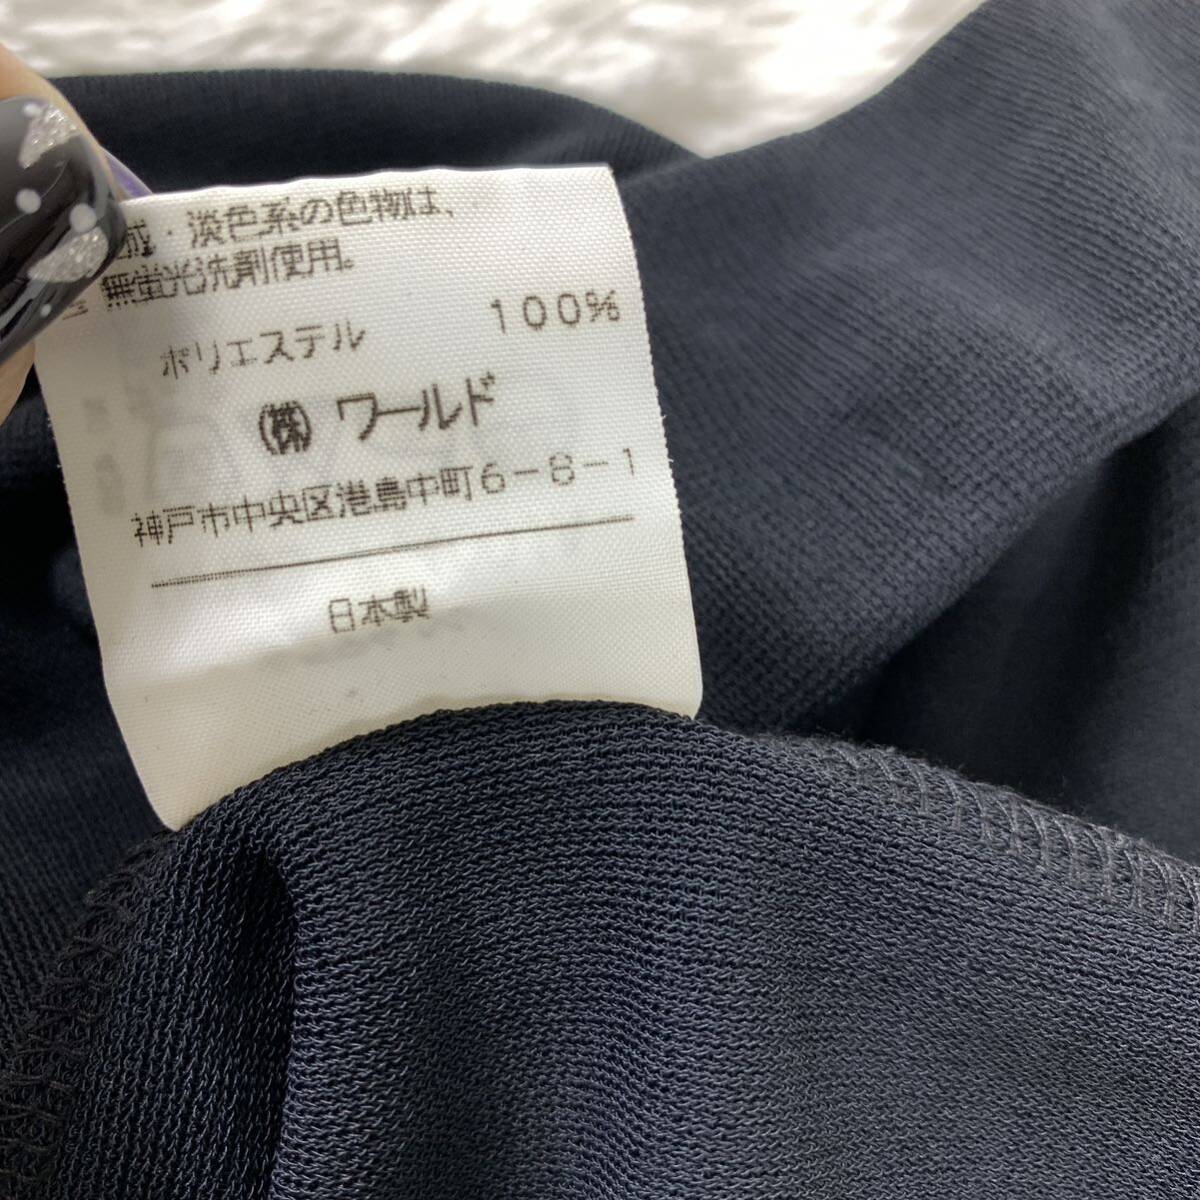 ・淡色系の色物は、
無蛍光洗剤使用。
ポリエステル 100%
㈱ ワールド
神戸市中央区港島中町6-8-1
日本製